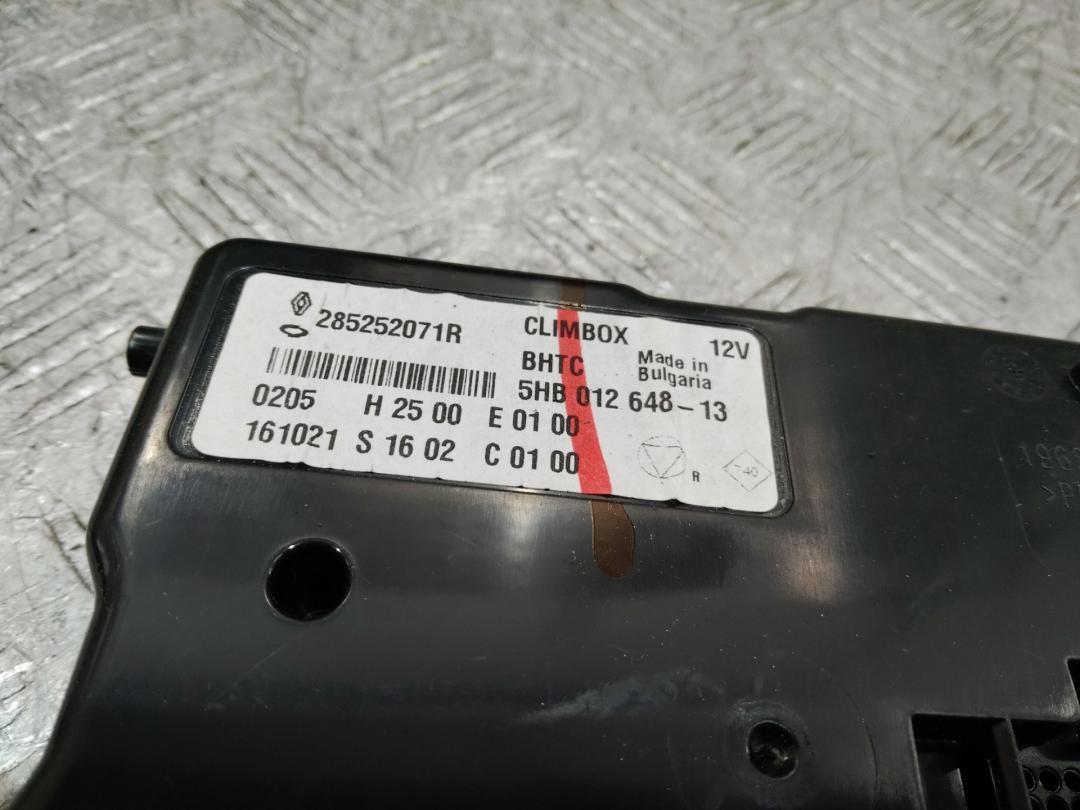 285252071R CLIMBOX 12V
BHTC Made in Bulgaria
5HB 012 648-13
0205 H 25 00 E 01 00
161021 S 16 02 C 01 00
R